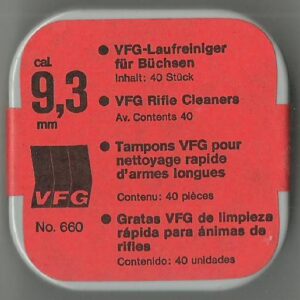 cal.
9,3
mm
VFG
No. 660
● VFG-Laufreiniger
für Büchsen
Inhalt: 40 Stück
● VFG Rifle Cleaners
Av. Contents 40
● Tampons VFG pour
nettoyage rapide
d'armes longues
Contenu: 40 pièces
● Gratas VFG de limpieza
rápida para ánimas de
rifles
Contenido: 40 unidades